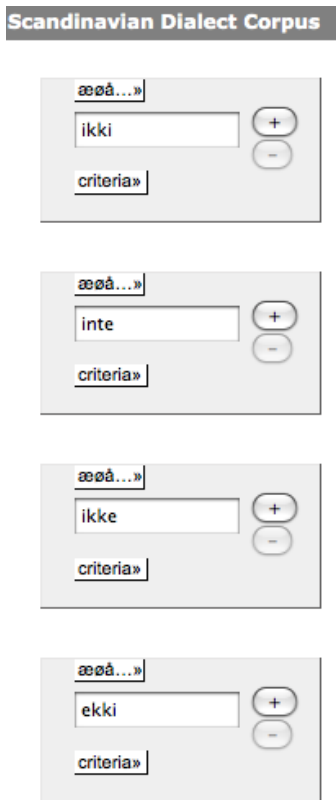 Scandinavian Dialect Corpus
æøå...»
ikki
+
-
criteria»
æøå...»
inte
+
-
criteria»
æøå...»
ikke
+
-
criteria»
æøå...»
ekki
+
-
criteria»